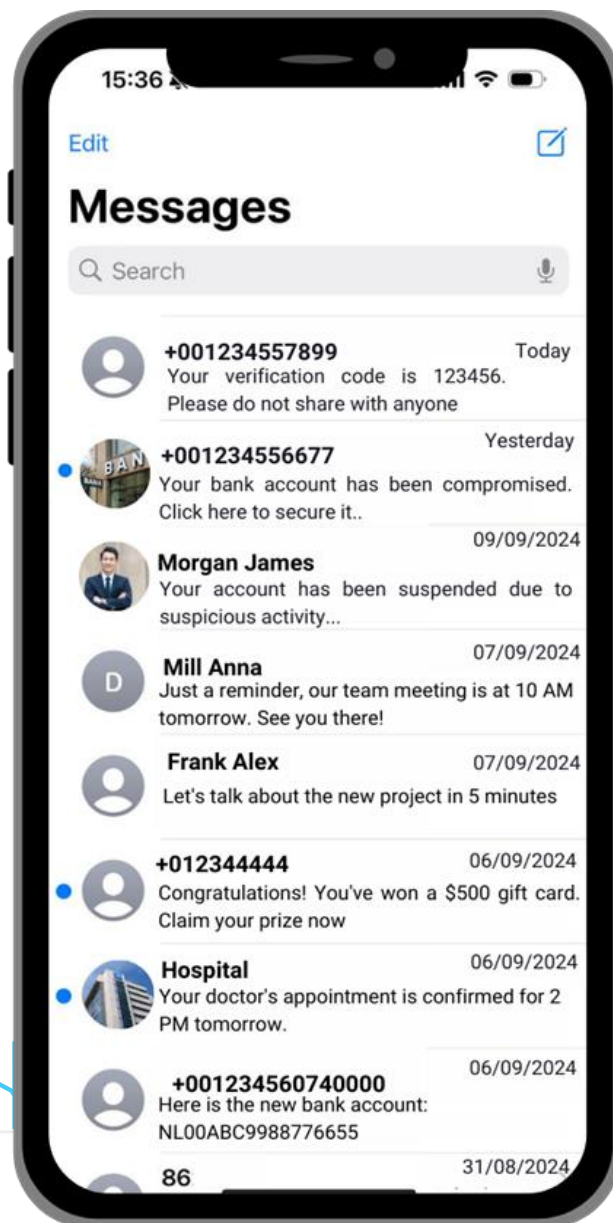 15:36
Edit
Messages
Search
+001234557899 Today
Your verification code is 123456.
Please do not share with anyone
BAN
BANK
+001234556677 Yesterday
Your bank account has been compromised.
Click here to secure it..
Morgan James 09/09/2024
Your account has been suspended due to
suspicious activity...
D
Mill Anna 07/09/2024
Just a reminder, our team meeting is at 10 AM
tomorrow. See you there!
Frank Alex 07/09/2024
Let's talk about the new project in 5 minutes
+012344444 06/09/2024
Congratulations! You've won a $500 gift card.
Claim your prize now
Hospital 06/09/2024
Your doctor's appointment is confirmed for 2
PM tomorrow.
+001234560740000 06/09/2024
Here is the new bank account:
NL00ABC9988776655
86 31/08/2024